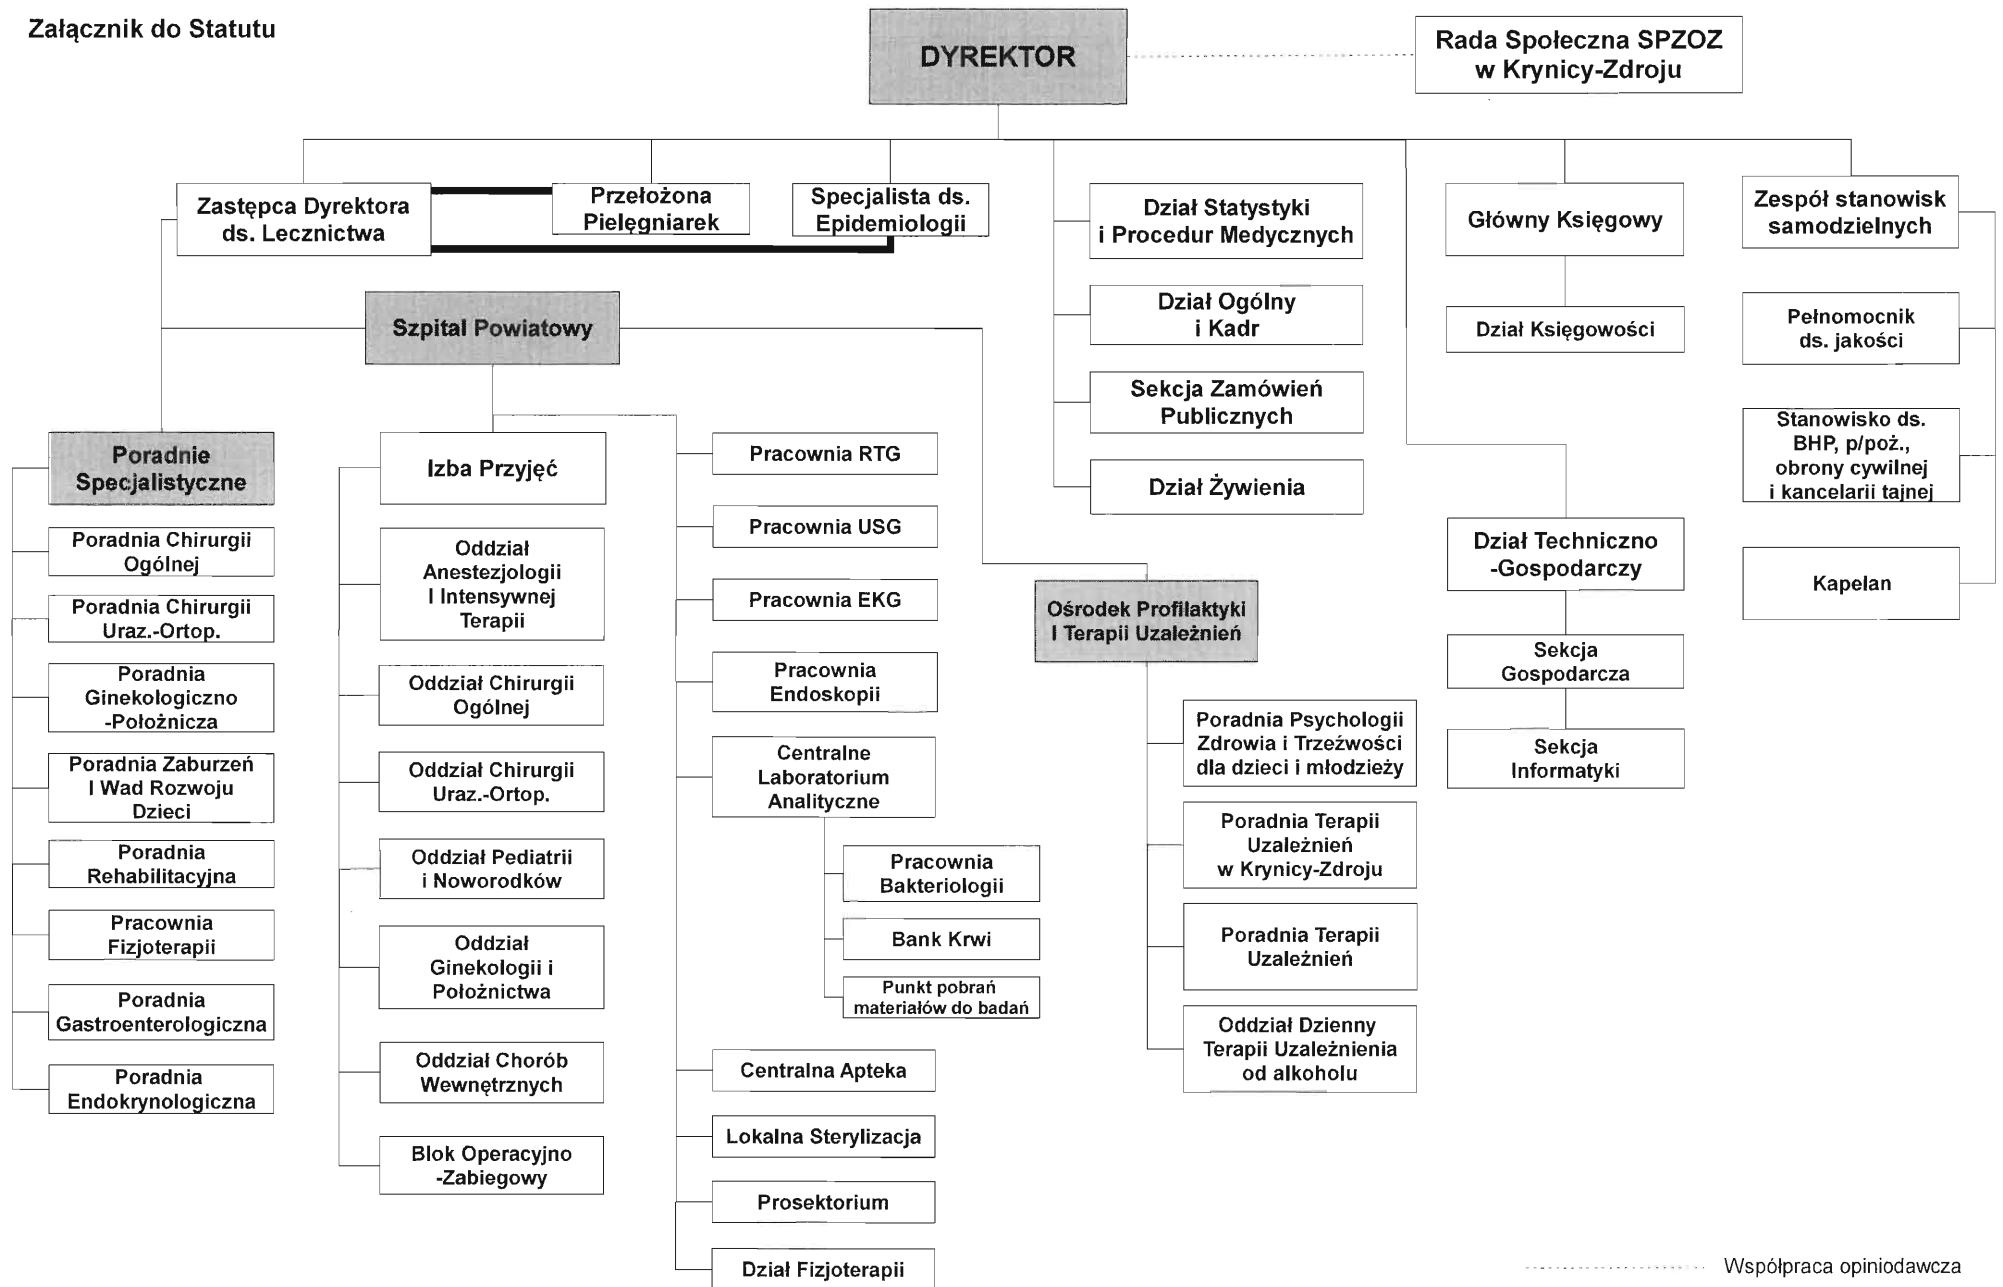 Załącznik do Statutu
DYREKTOR
Rada Społeczna SPZOZ
w Krynicy-Zdroju
Zastępca Dyrektora
ds. Lecznictwa
Przełożona
Pielęgniarek
Specjalista ds.
Epidemiologii
Dział Statystyki
i Procedur Medycznych
Główny Księgowy
Zespół stanowisk
samodzielnych
Szpital Powiatowy
Dział Ogólny
i Kadr
Dział Księgowości
Pełnomocnik
ds. jakości
Sekcja Zamówień
Publicznych
Stanowisko ds.
BHP, p/poż.,
obrony cywilnej
i kancelarii tajnej
Dział Żywienia
Dział Techniczno
-Gospodarczy
Kapelan
Sekcja
Gospodarcza
Sekcja
Informatyki
Poradnie
Specjalistyczne
Poradnia Chirurgii
Ogólnej
Poradnia Chirurgii
Uraz.-Ortop.
Poradnia
Ginekologiczno
-Położnicza
Poradnia Zaburzeń
I Wad Rozwoju
Dzieci
Poradnia
Rehabilitacyjna
Pracownia
Fizjoterapii
Poradnia
Gastroenterologiczna
Poradnia
Endokrynologiczna
Izba Przyjęć
Oddział
Anestezjologii
I Intensywnej
Terapii
Oddział Chirurgii
Ogólnej
Oddział Chirurgii
Uraz.-Ortop.
Oddział Pediatrii
i Noworodków
Oddział
Ginekologii i
Położnictwa
Oddział Chorób
Wewnętrznych
Blok Operacyjno
-Zabiegowy
Pracownia RTG
Pracownia USG
Pracownia EKG
Pracownia
Endoskopii
Centralne
Laboratorium
Analityczne
Pracownia
Bakteriologii
Bank Krwi
Punkt pobrań
materiałów do badań
Centralna Apteka
Lokalna Sterylizacja
Prosektorium
Dział Fizjoterapii
Ośrodek Profilaktyki
I Terapii Uzależnień
Poradnia Psychologii
Zdrowia i Trzeźwości
dla dzieci i młodzieży
Poradnia Terapii
Uzależnień
w Krynicy-Zdroju
Poradnia Terapii
Uzależnień
Oddział Dzienny
Terapii Uzależnienia
od alkoholu
Współpraca opiniodawcza